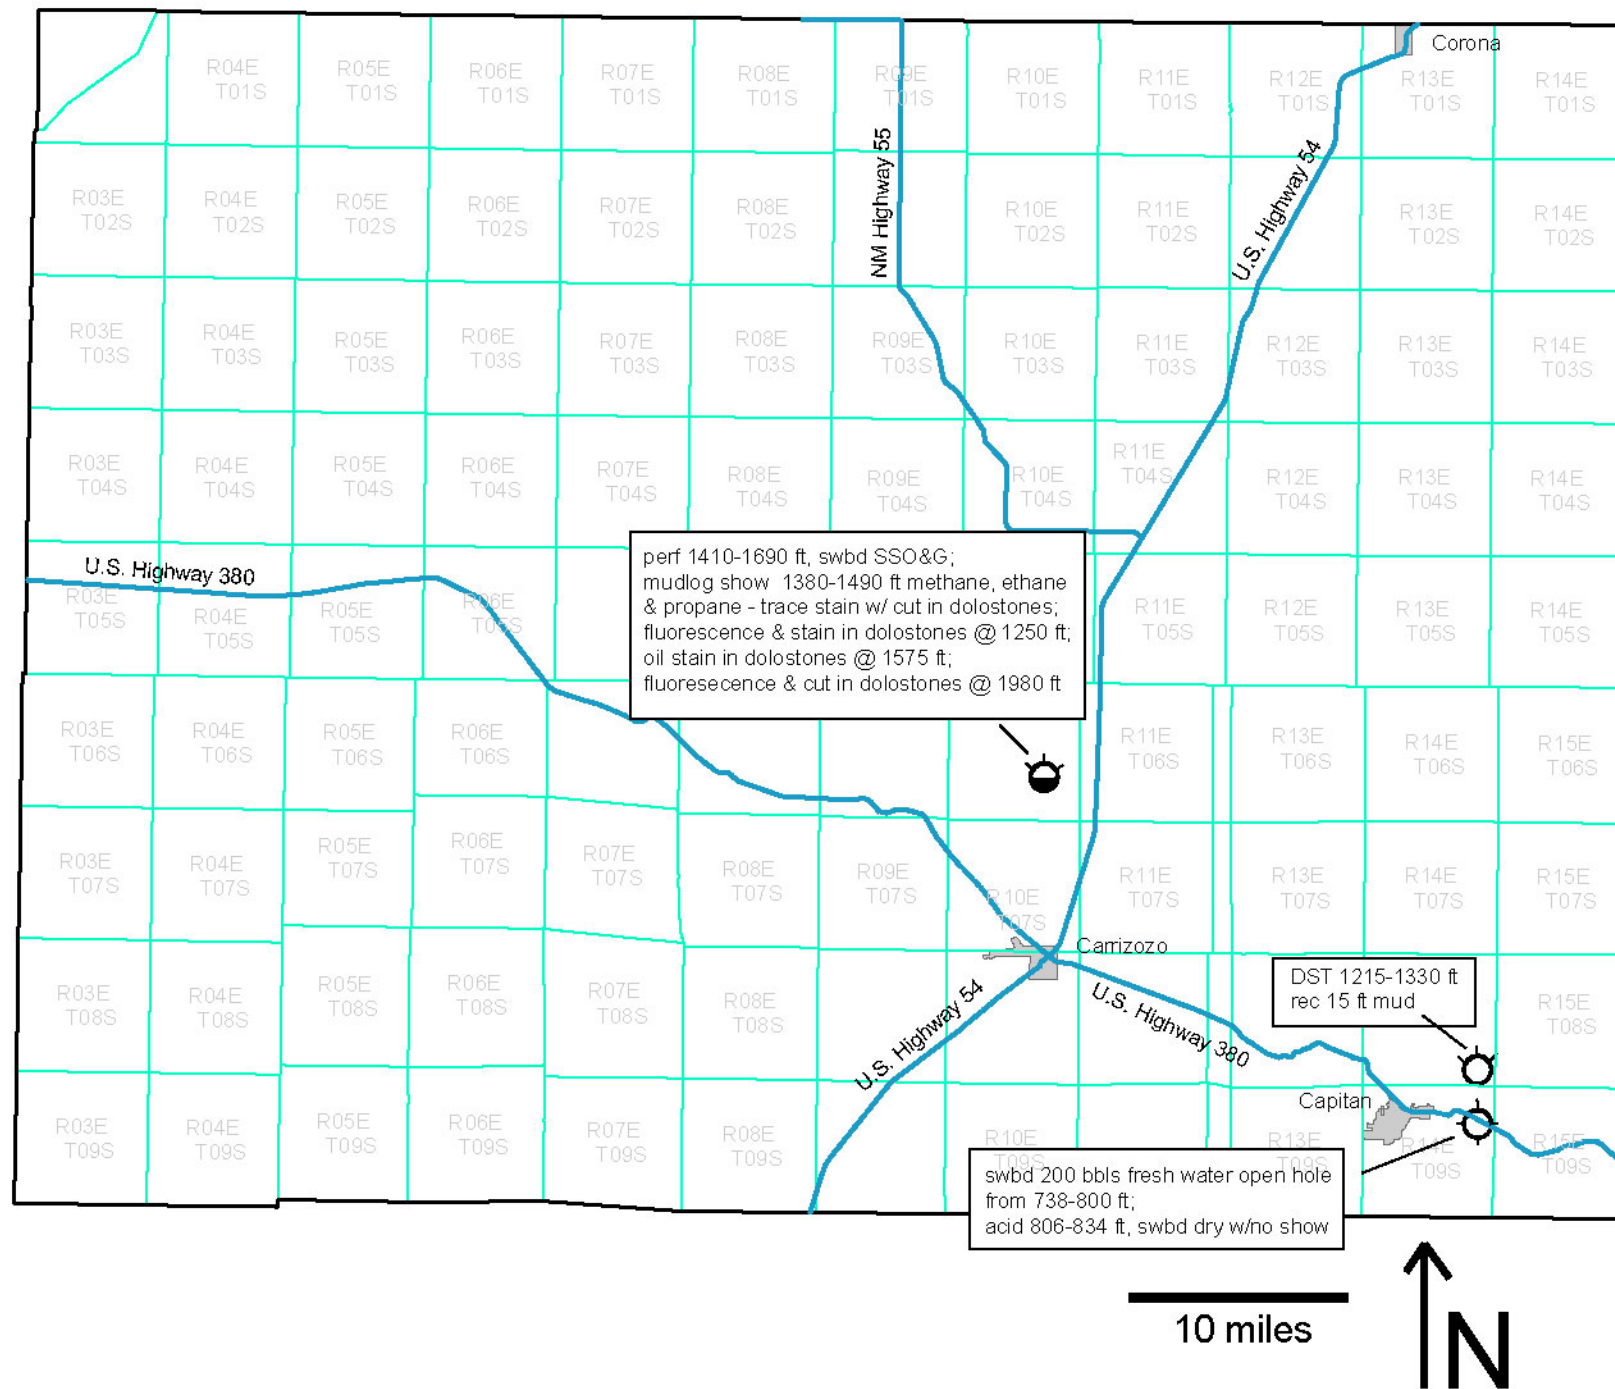 Corona
R04E R05E R06E R07E R08E R09E R10E R11E R12E R13E R14E
T01S T01S T01S T01S T01S T01S T01S T01S T01S T01S T01S
NM Highway 55
U.S. Highway 54
R03E R04E R05E R06E R07E R08E R10E R11E R13E R14E
T02S T02S T02S T02S T02S T02S T02S T02S T02S T02S
R03E R04E R05E R06E R07E R08E R09E R10E R11E R12E R13E R14E
T03S T03S T03S T03S T03S T03S T03S T03S T03S T03S T03S T03S
R03E R04E R05E R06E R07E R08E R09E R10E R11E R12E R13E R14E
T04S T04S T04S T04S T04S T04S T04S T04S T04S T04S T04S T04S
perf 1410-1690 ft, swbd SSO&G;
mudlog show 1380-1490 ft methane, ethane
& propane - trace stain w/ cut in dolostones;
fluorescence & stain in dolostones @ 1250 ft;
oil stain in dolostones @ 1575 ft;
fluoresecence & cut in dolostones @ 1980 ft
U.S. Highway 380
R03E R04E R05E R06E R11E R12E R13E R14E
T05S T05S T05S T05S T05S T05S T05S T05S
R03E R04E R05E R06E R11E R13E R14E R15E
T06S T06S T06S T06S T06S T06S T06S T06S
R03E R04E R05E R06E R07E R08E R09E R10E R11E R13E R14E R15E
T07S T07S T07S T07S T07S T07S T07S T07S T07S T07S T07S T07S
Carrizozo
R03E R04E R05E R06E R07E R08E R15E
T08S T08S T08S T08S T08S T08S T08S
U.S. Highway 54
U.S. Highway 380
DST 1215-1330 ft
rec 15 ft mud
Capitan
R03E R04E R05E R06E R07E R08E R10E R13E R14E R15E
T09S T09S T09S T09S T09S T09S T09S T09S T09S T09S
swbd 200 bbls fresh water open hole
from 738-800 ft;
acid 806-834 ft, swbd dry w/no show
10 miles
N